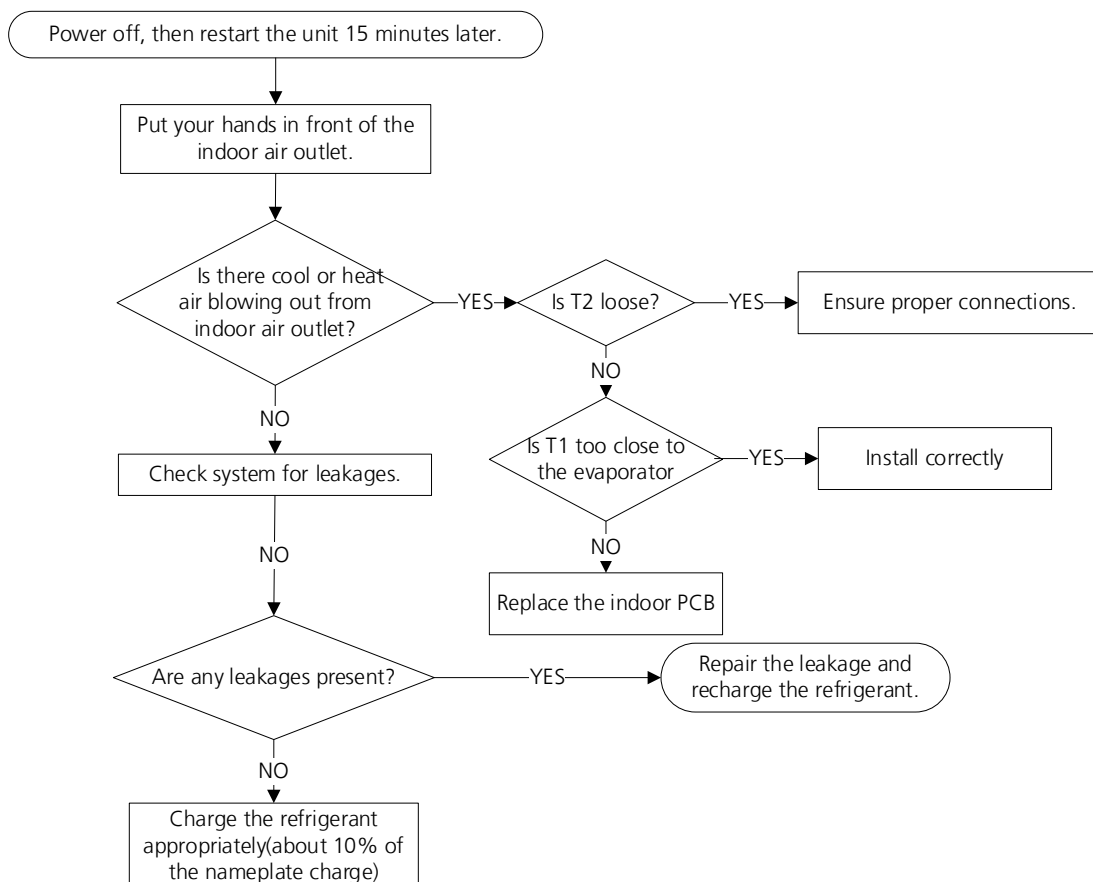 Power off, then restart the unit 15 minutes later.
Put your hands in front of the
indoor air outlet.
Is there cool or heat
air blowing out from
indoor air outlet?
YES
Is T2 loose?
YES
Ensure proper connections.
NO
NO
Is T1 too close to
the evaporator
YES
Install correctly
Check system for leakages.
NO
NO
Replace the indoor PCB
Are any leakages present?
YES
Repair the leakage and
recharge the refrigerant.
NO
Charge the refrigerant
appropriately(about 10% of
the nameplate charge)